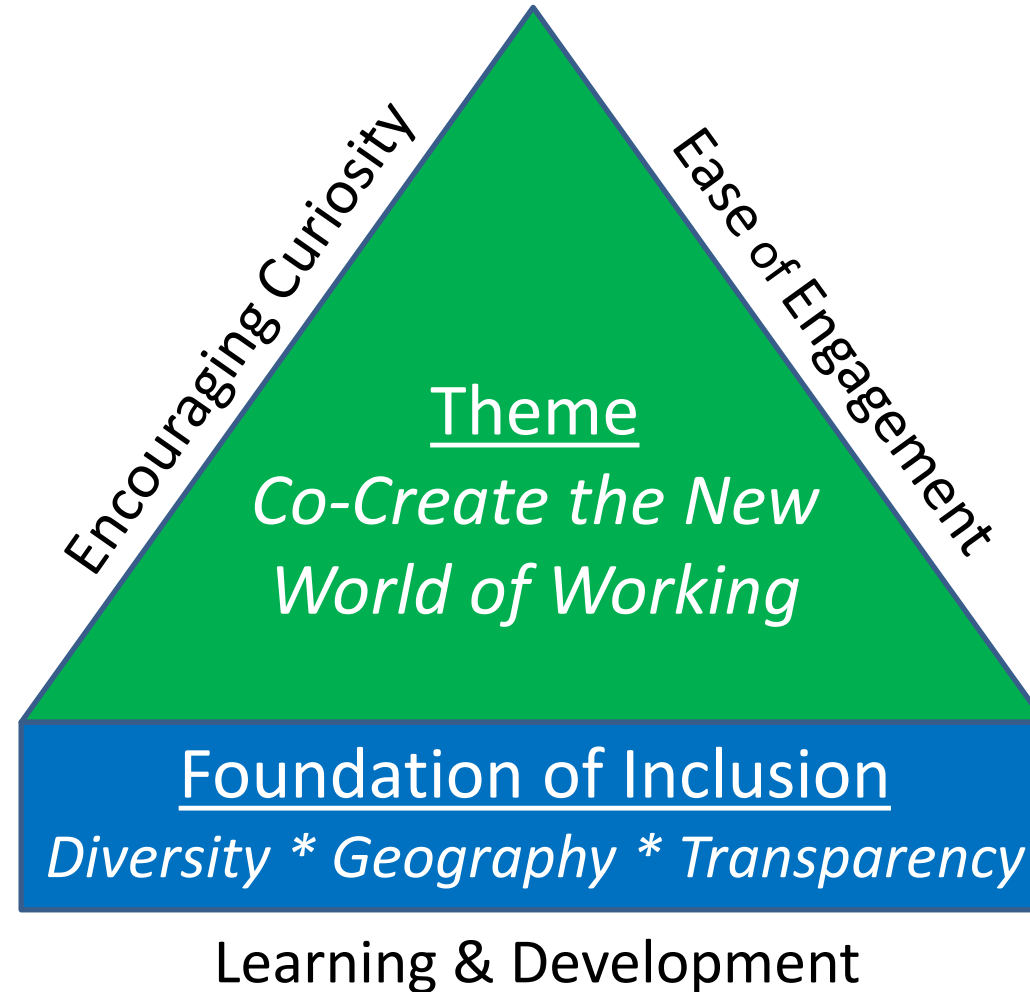 Encouraging Curiosity
Ease of Engagement
Theme
Co-Create the New
World of Working
Foundation of Inclusion
Diversity * Geography * Transparency
Learning & Development